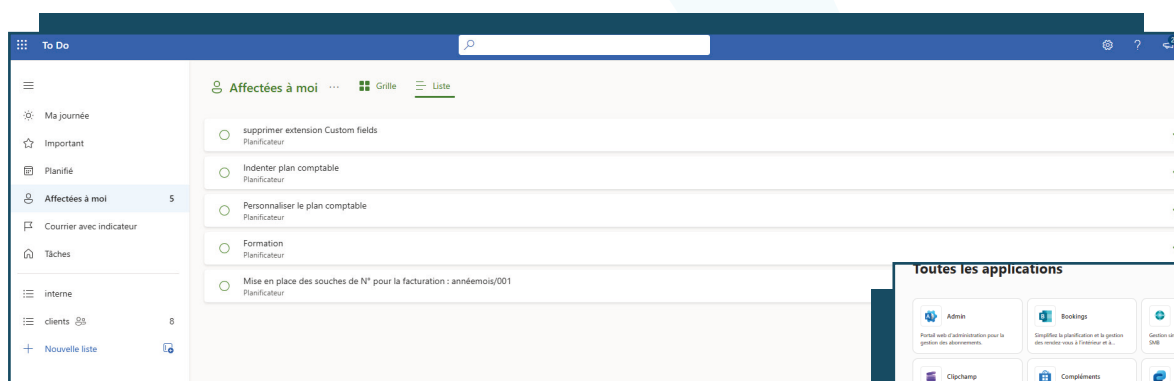 To Do
Affectées à moi
Grille
Liste
Ma journée
Important
Planifié
Affectées à moi 5
Courrier avec indicateur
Tâches
interne
clients 8
Nouvelle liste
supprimer extension Custom fields
Planificateur
Indenter plan comptable
Planificateur
Personnaliser le plan comptable
Planificateur
Formation
Planificateur
Mise en place des souches de N° pour la facturation : annéemois/001
Planificateur
Toutes les applications
Admin
Portail web d'administration pour la
gestion des abonnements.
Bookings
Simplifiez la planification et la gestion
des rendez-vous à l'intérieur et à...
SMB
Clipchamp
Compléments